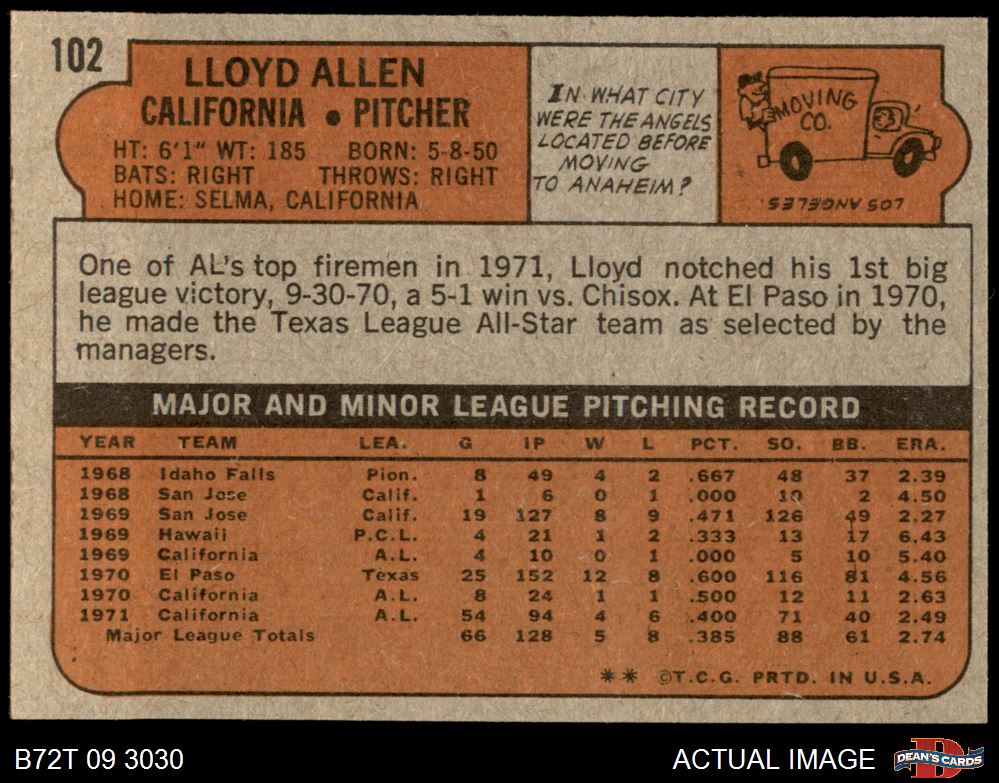 102
LLOYD ALLEN
CALIFORNIA • PITCHER
HT: 6'1" WT: 185 BORN: 5-8-50
BATS: RIGHT THROWS: RIGHT
HOME: SELMA, CALIFORNIA
IN WHAT CITY
WERE THE ANGELS
LOCATED BEFORE
MOVING
TO ANAHEIM?
MOVING
CO.
LOS ANGELES.
One of AL's top firemen in 1971, Lloyd notched his 1st big
league victory, 9-30-70, a 5-1 win vs. Chisox. At El Paso in 1970,
he made the Texas League All-Star team as selected by the
managers.
MAJOR AND MINOR LEAGUE PITCHING RECORD
YEAR TEAM LEA. G IP W L PCT. SO. BB. ERA.
1968 Idaho Falls Pion. 8 49 4 2 .667 48 37 2.39
1968 San Jose Calif. 1 6 0 1 .000 10 2 4.50
1969 San Jose Calif. 19 127 8 9 .471 126 49 2.27
1969 Hawaii P.C.L. 4 21 1 2 .333 13 17 6.43
1969 California A.L. 4 10 0 1 .000 5 10 5.40
1970 El Paso Texas 25 152 12 8 .600 116 81 4.56
1970 California A.L. 8 24 1 1 .500 12 11 2.63
1971 California A.L. 54 94 4 6 .400 71 40 2.49
Major League Totals 66 128 5 8 .385 88 61 2.74
** ©T.C.G. PRTD. IN U.S.A.
B72T 09 3030
ACTUAL IMAGE
DEAN'S CARDS